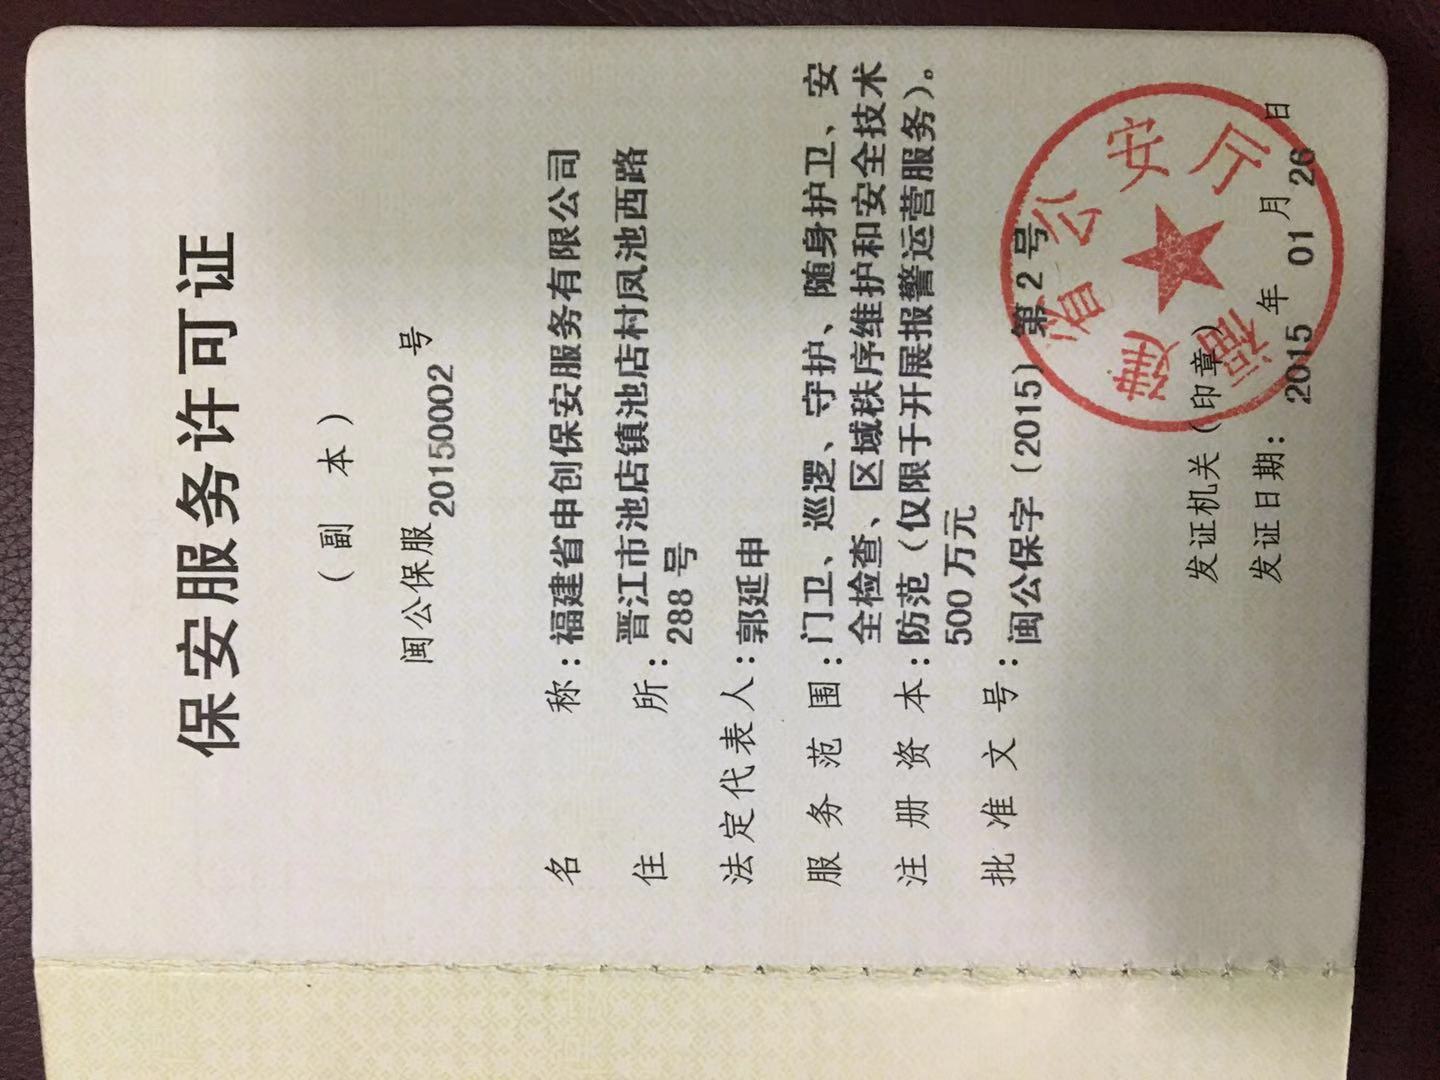 保安服务许可证
（副 本）
闽公保服20150002号
名 称：福建省申创保安服务有限公司
住 所：晋江市池店镇池店村凤池西路
288号
法定代表人：郭延申
服务范围：门卫、巡逻、守护、随身护卫、安
全检查、区域秩序维护和安全技术
注册资本：防范（仅限于开展报警运营服务）。
500万元
批准文号：闽公保字（2015）第2号
发证机关（印章）
发证日期：2015年01月26日
福建省公安厅